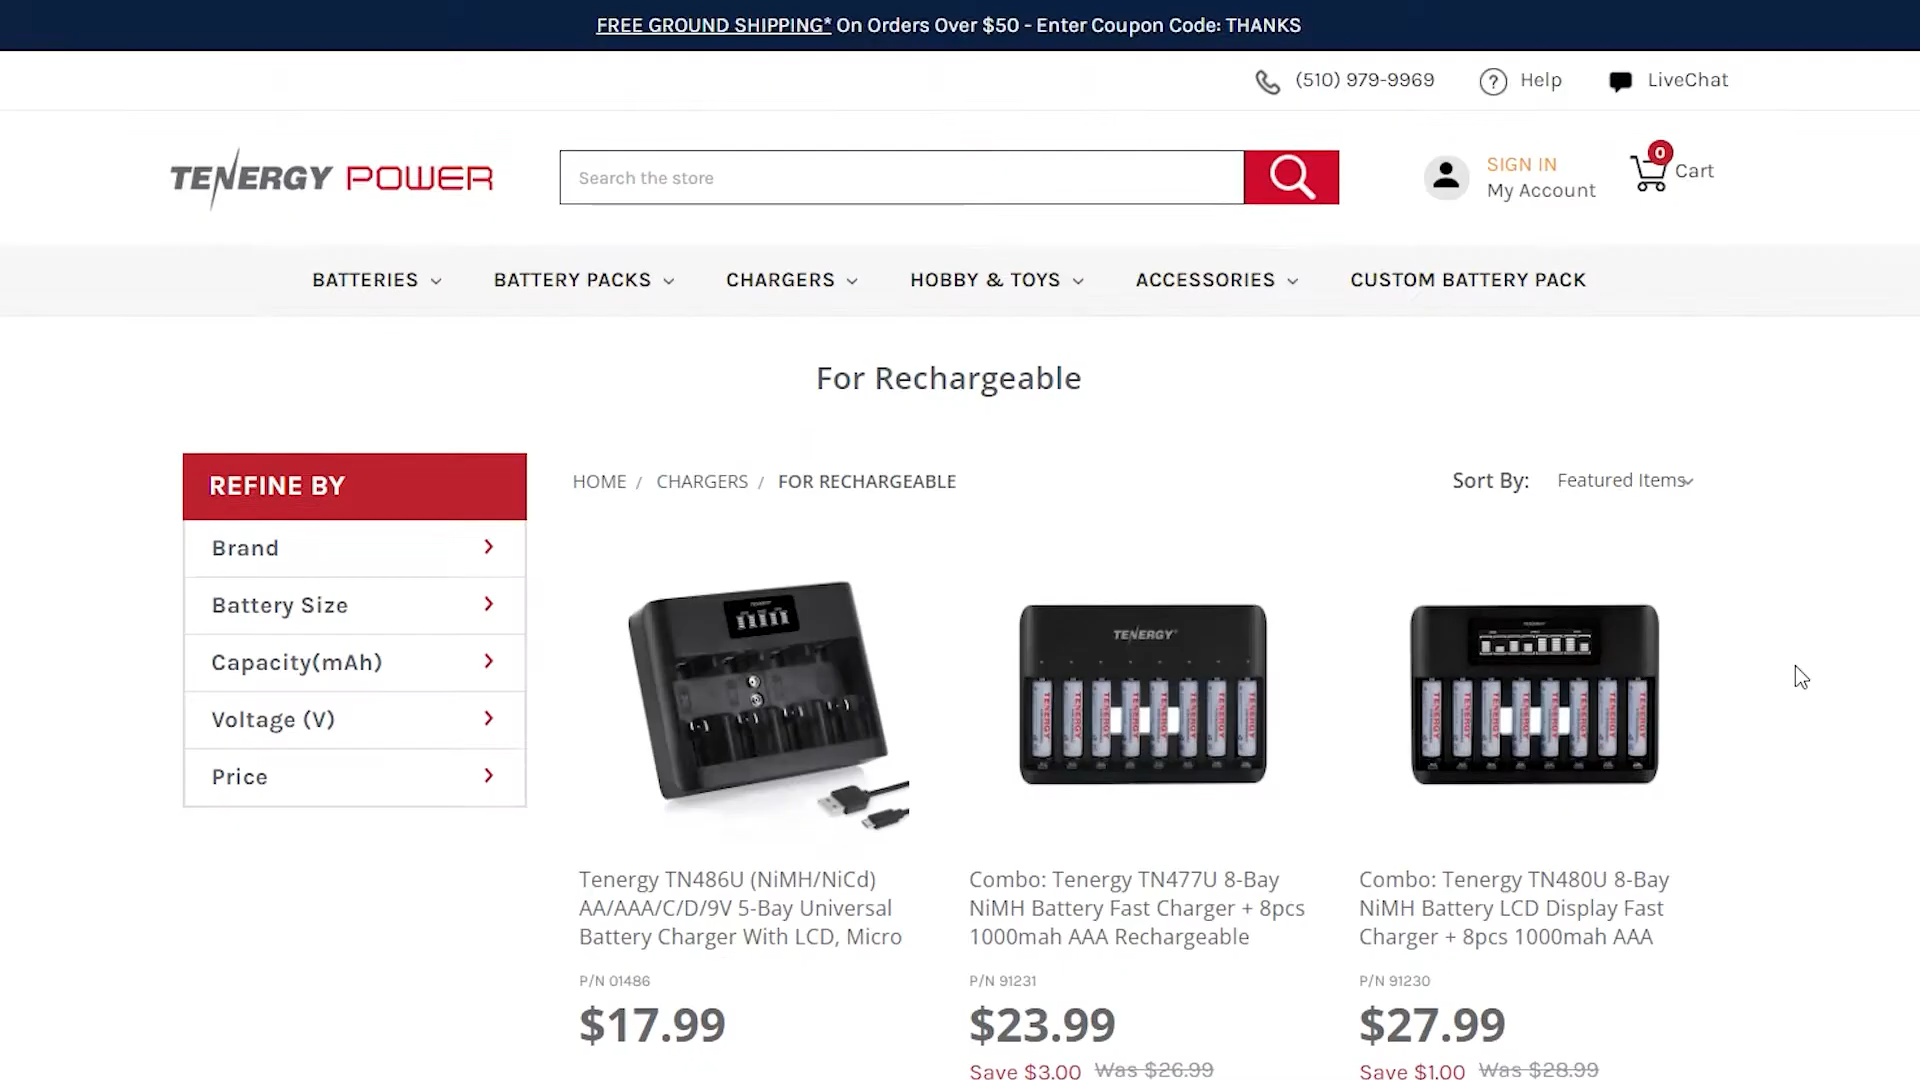 FREE GROUND SHIPPING* On Orders Over $50 - Enter Coupon Code: THANKS
(510) 979-9969
Help
LiveChat
TENERGY POWER
Search the store
SIGN IN
My Account
0
Cart
BATTERIES
BATTERY PACKS
CHARGERS
HOBBY & TOYS
ACCESSORIES
CUSTOM BATTERY PACK
For Rechargeable
REFINE BY
Brand
Battery Size
Capacity(mAh)
Voltage (V)
Price
HOME / CHARGERS / FOR RECHARGEABLE
Sort By: Featured Items
Tenergy TN486U (NiMH/NiCd)
AA/AAA/C/D/9V 5-Bay Universal
Battery Charger With LCD, Micro
P/N 01486
$17.99
TENERGY
Combo: Tenergy TN477U 8-Bay
NiMH Battery Fast Charger + 8pcs
1000mah AAA Rechargeable
P/N 91231
$23.99
Save $3.00 Was $26.99
Combo: Tenergy TN480U 8-Bay
NiMH Battery LCD Display Fast
Charger + 8pcs 1000mah AAA
P/N 91230
$27.99
Save $1.00 Was $28.99